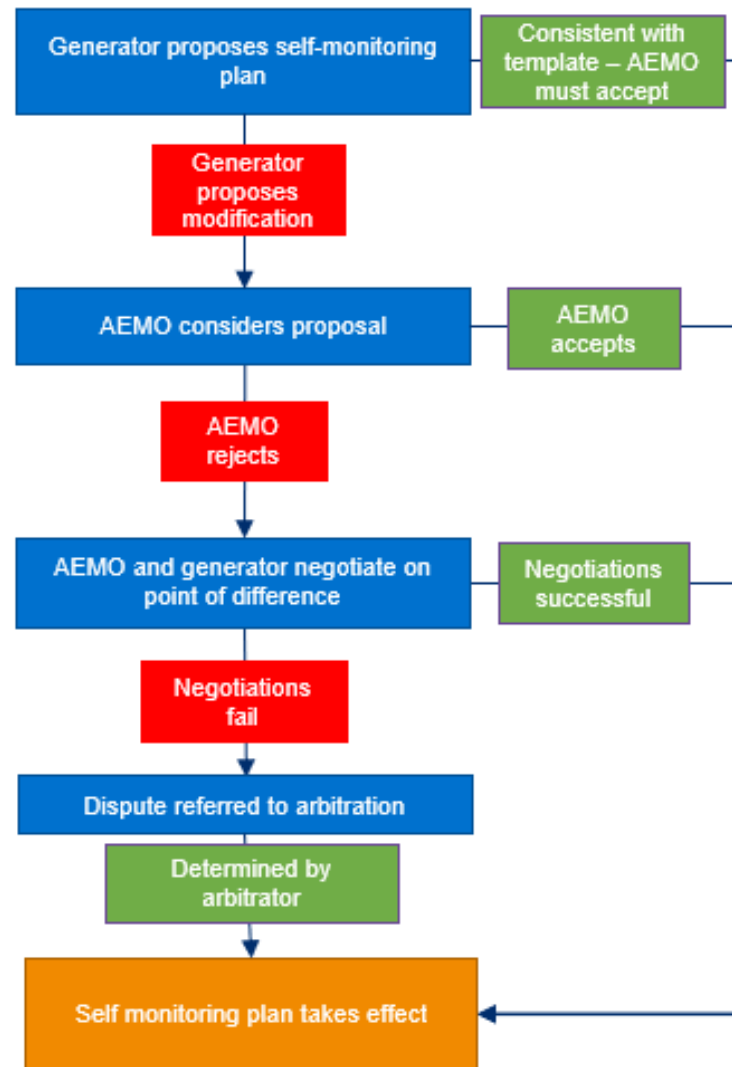 Generator proposes self-monitoring
plan
Consistent with
template – AEMO
must accept
Generator
proposes
modification
AEMO considers proposal
AEMO
accepts
AEMO
rejects
AEMO and generator negotiate on
point of difference
Negotiations
successful
Negotiations
fail
Dispute referred to arbitration
Determined by
arbitrator
Self monitoring plan takes effect